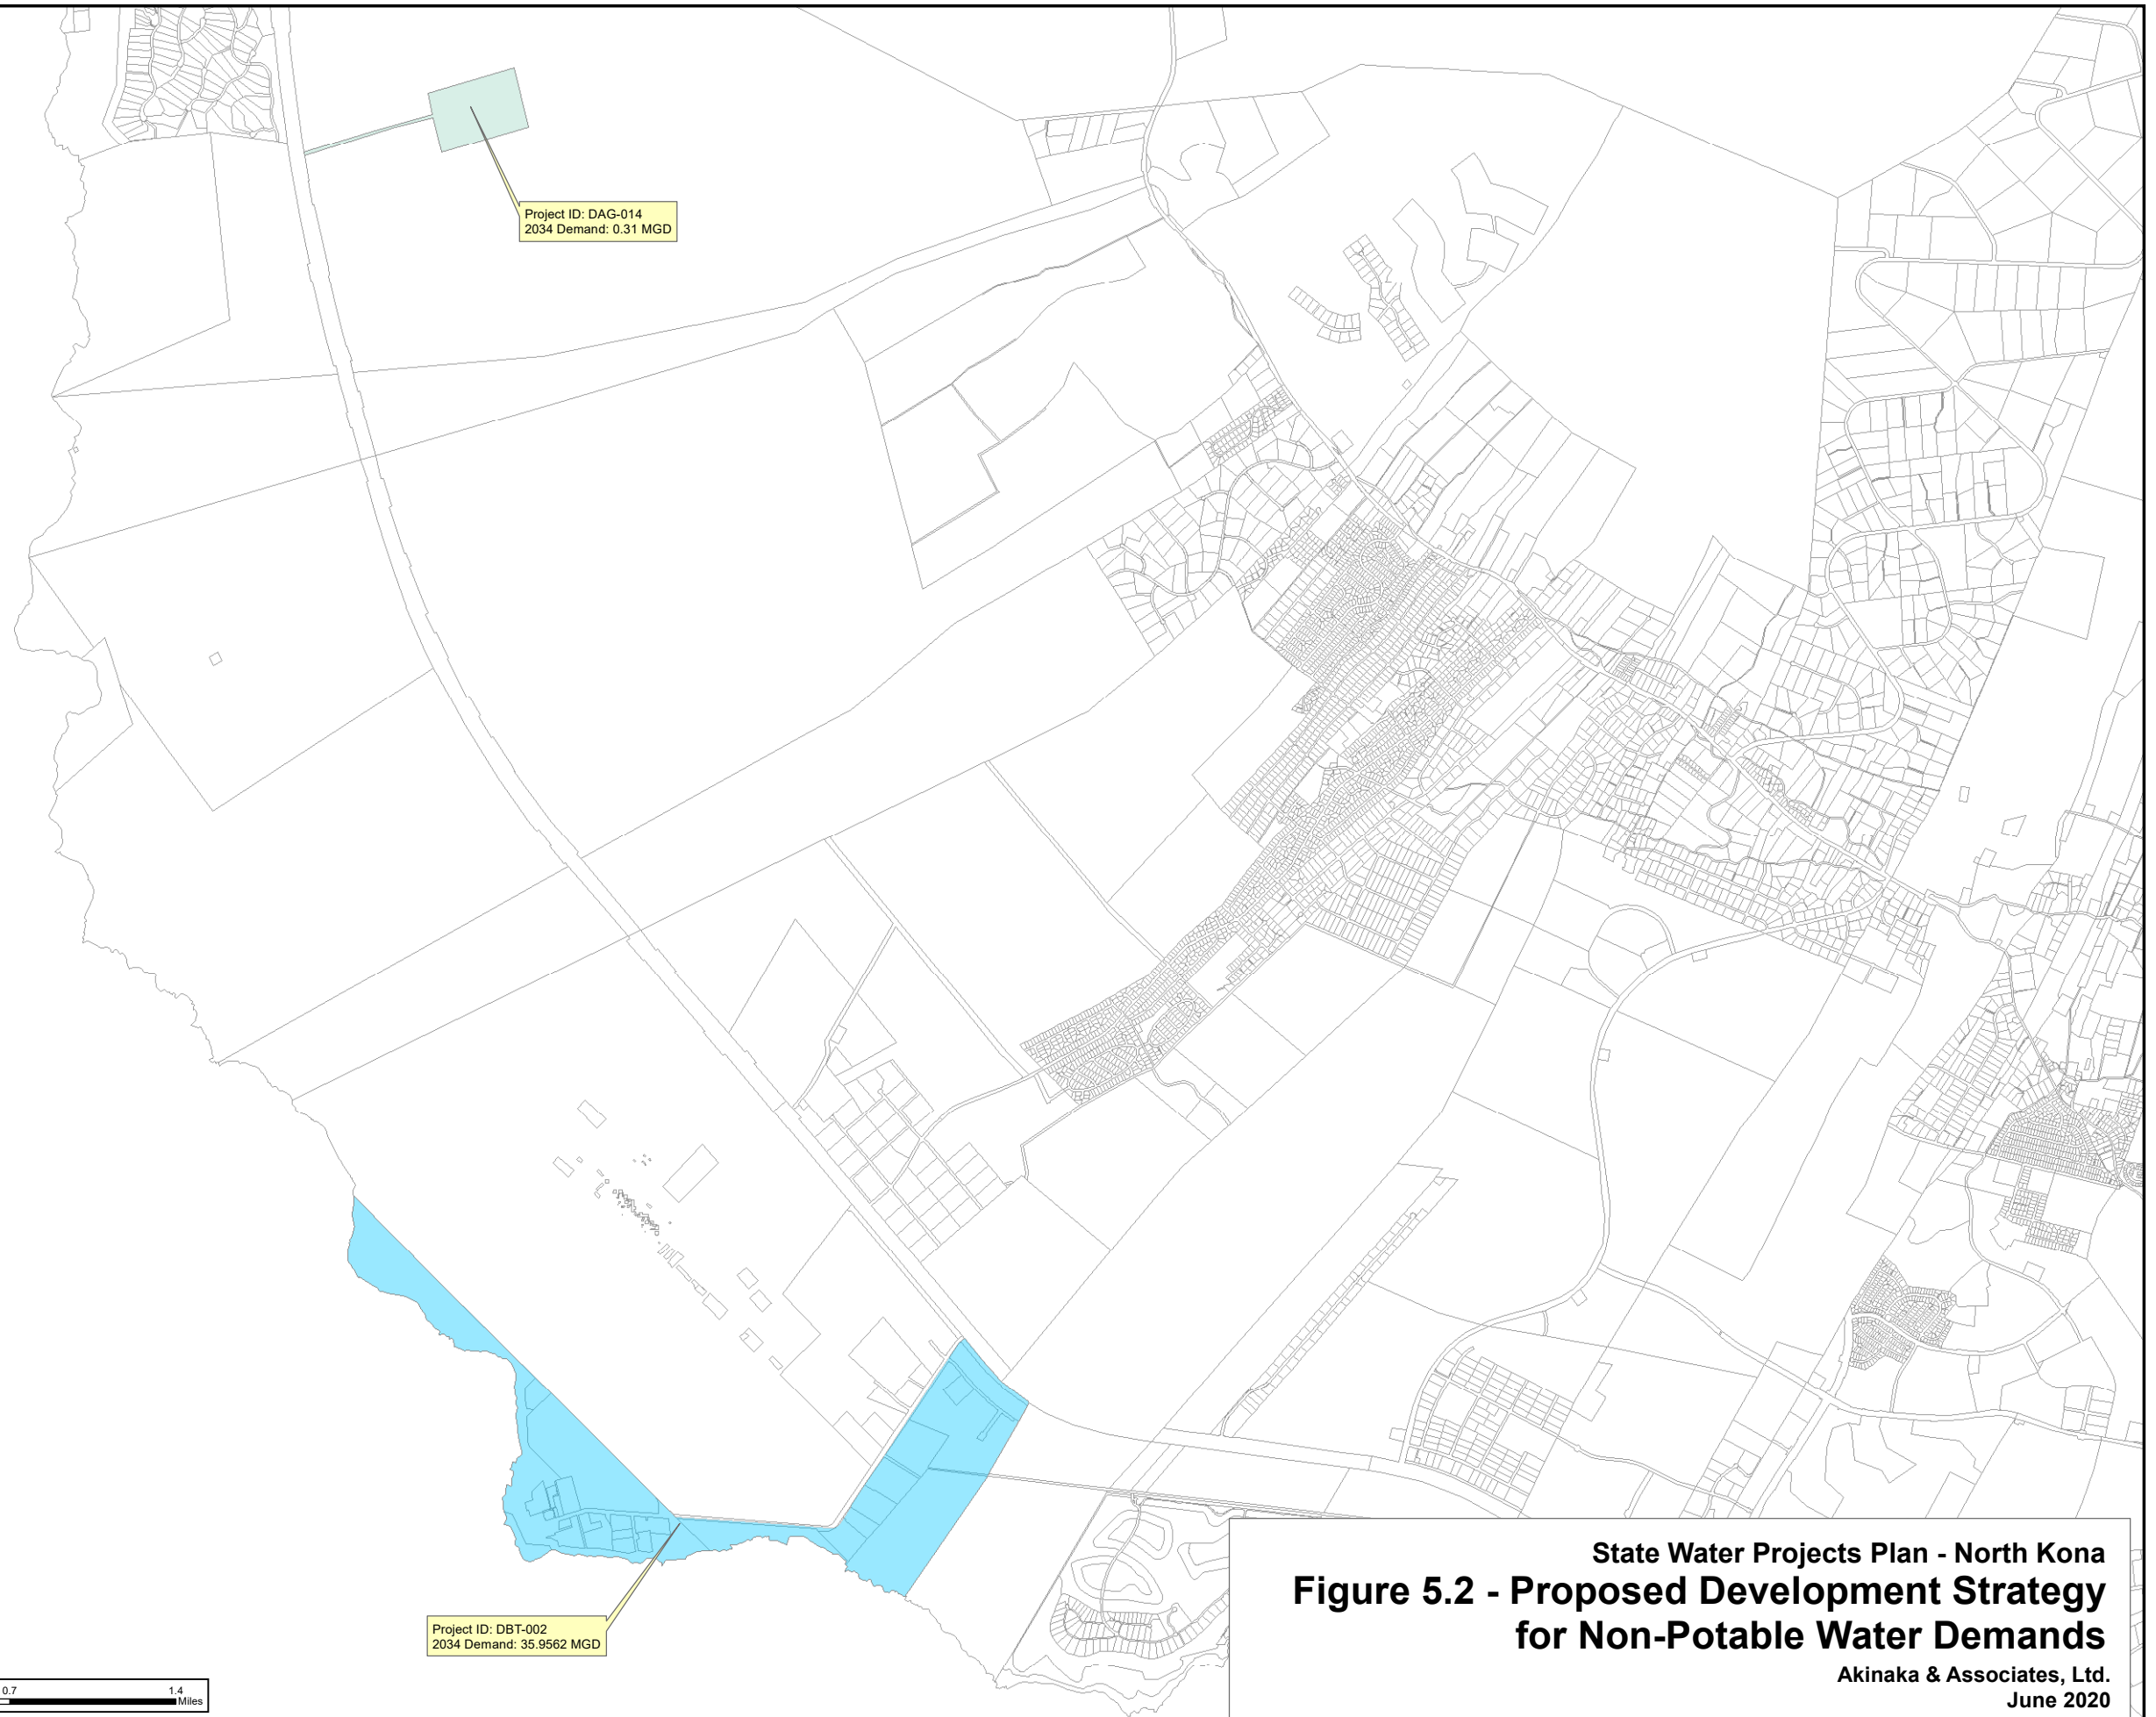 Project ID: DAG-014
2034 Demand: 0.31 MGD
Project ID: DBT-002
2034 Demand: 35.9562 MGD
0.7 1.4
Miles
State Water Projects Plan - North Kona
Figure 5.2 - Proposed Development Strategy
for Non-Potable Water Demands
Akinaka & Associates, Ltd.
June 2020